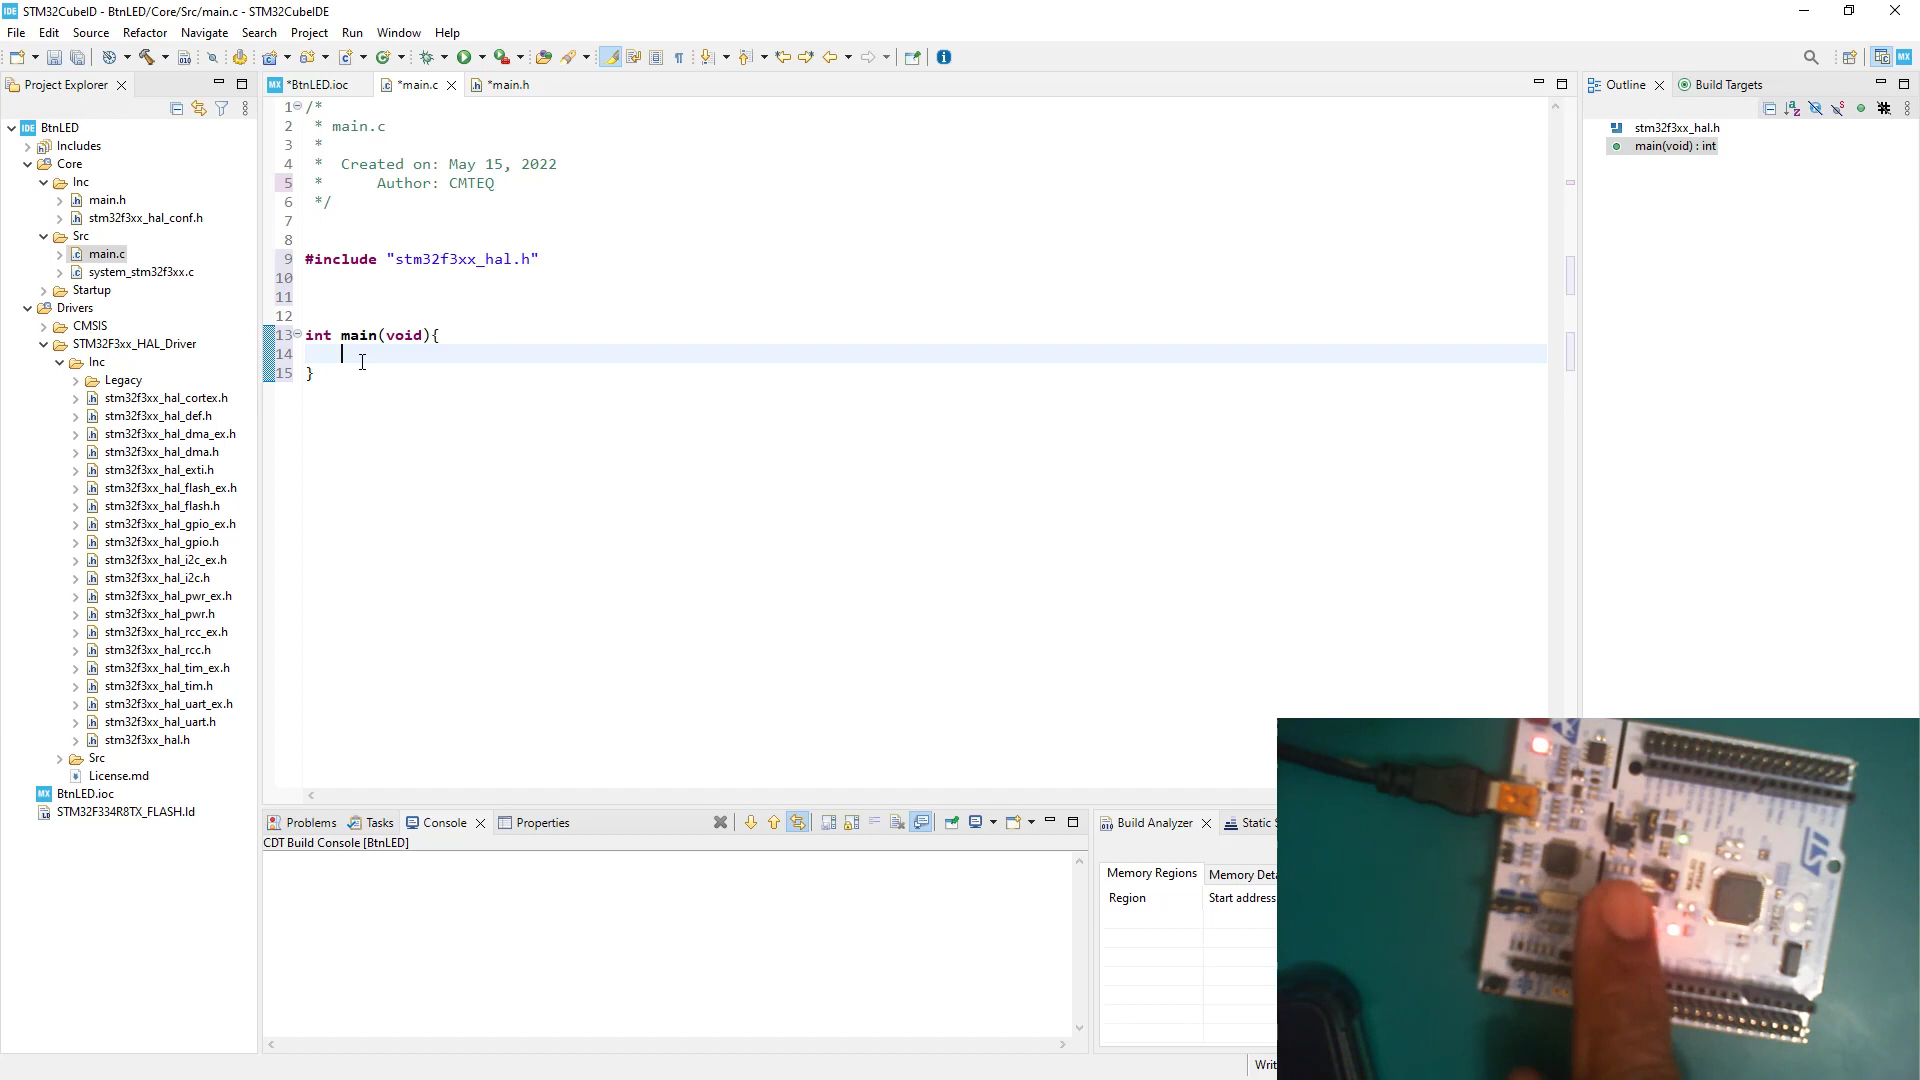 STM32CubeID - BtnLED/Core/Src/main.c - STM32CubeIDE
File Edit Source Refactor Navigate Search Project Run Window Help
Project Explorer
BtnLED
Includes
Core
Inc
main.h
stm32f3xx_hal_conf.h
Src
main.c
system_stm32f3xx.c
Startup
Drivers
CMSIS
STM32F3xx_HAL_Driver
Inc
Legacy
stm32f3xx_hal_cortex.h
stm32f3xx_hal_def.h
stm32f3xx_hal_dma_ex.h
stm32f3xx_hal_dma.h
stm32f3xx_hal_exti.h
stm32f3xx_hal_flash_ex.h
stm32f3xx_hal_flash.h
stm32f3xx_hal_gpio_ex.h
stm32f3xx_hal_gpio.h
stm32f3xx_hal_i2c_ex.h
stm32f3xx_hal_i2c.h
stm32f3xx_hal_pwr_ex.h
stm32f3xx_hal_pwr.h
stm32f3xx_hal_rcc_ex.h
stm32f3xx_hal_rcc.h
stm32f3xx_hal_tim_ex.h
stm32f3xx_hal_tim.h
stm32f3xx_hal_uart_ex.h
stm32f3xx_hal_uart.h
stm32f3xx_hal.h
Src
License.md
BtnLED.ioc
STM32F334R8TX_FLASH.ld
*BtnLED.ioc *main.c *main.h
1 /*
2 * main.c
3 *
4 * Created on: May 15, 2022
5 * Author: CMTEQ
6 */
7
8
9 #include "stm32f3xx_hal.h"
10
11
12
13 int main(void){
14
15 }
Outline Build Targets
stm32f3xx_hal.h
main(void) : int
Problems Tasks Console Properties
CDT Build Console [BtnLED]
Build Analyzer Static S
Memory Regions Memory Deta
Region Start address
Writ